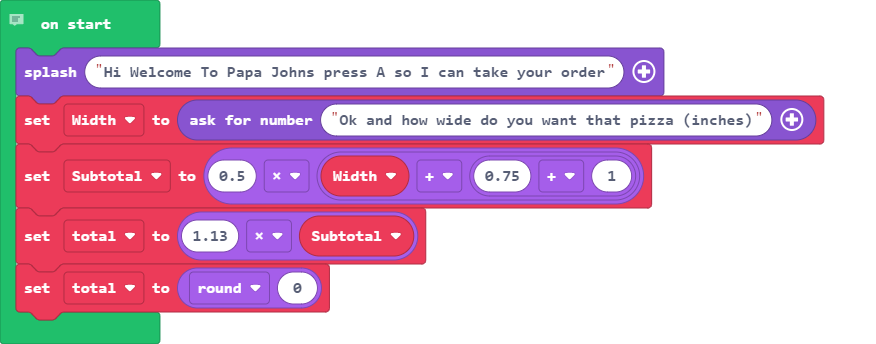 on start
splash "Hi Welcome To Papa Johns press A so I can take your order"
set Width to ask for number "Ok and how wide do you want that pizza (inches)"
set Subtotal to 0.5 × Width + 0.75 + 1
set total to 1.13 × Subtotal
set total to round 0